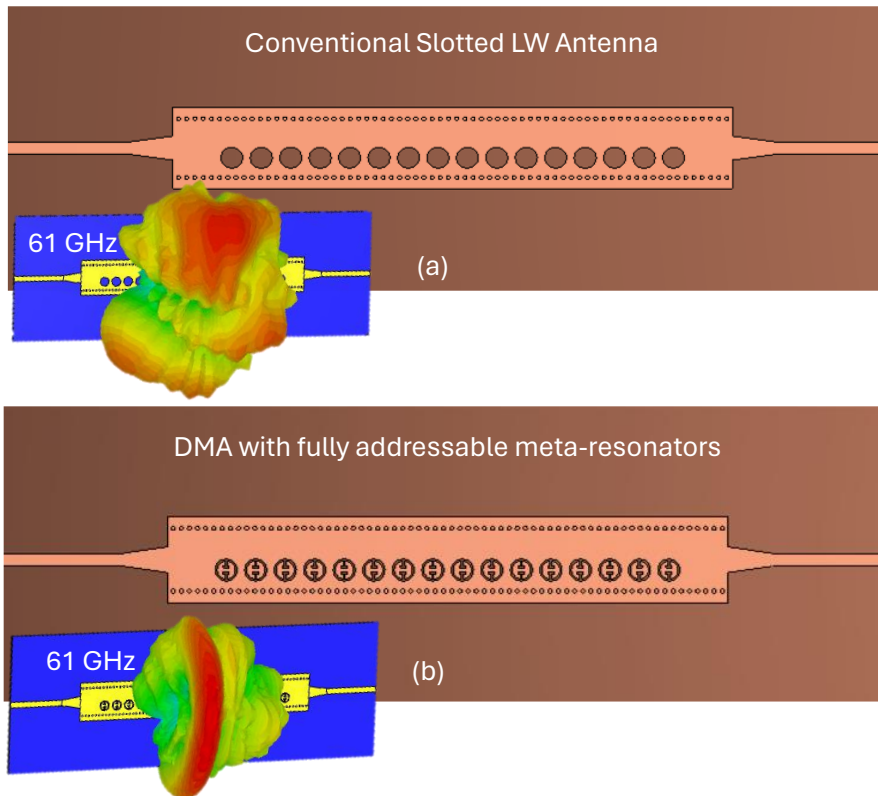 Conventional Slotted LW Antenna
61 GHz
(a)
DMA with fully addressable meta-resonators
61 GHz
(b)